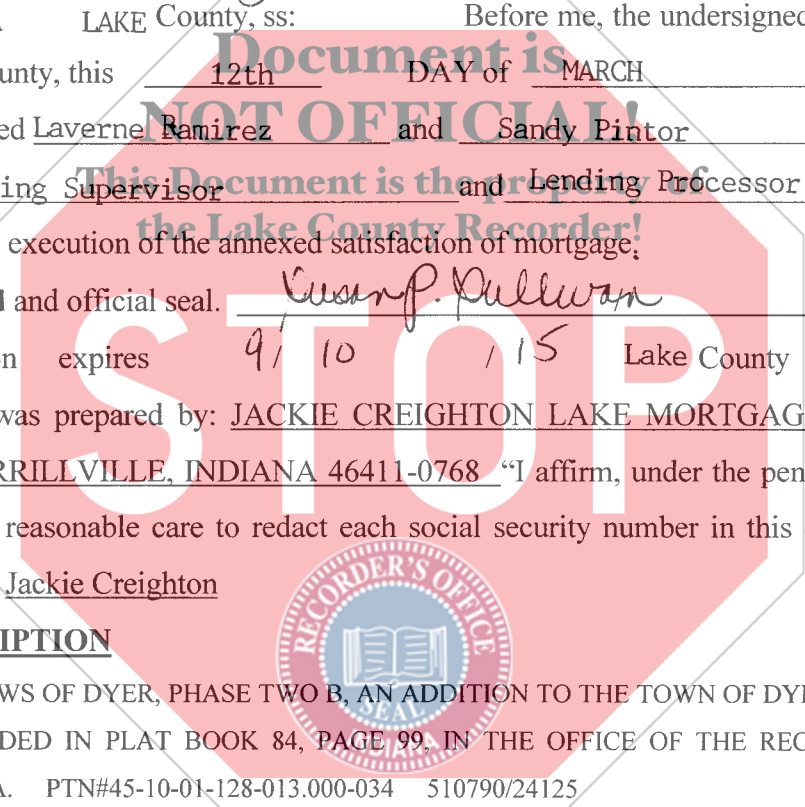 LAKE County, ss: Before me, the undersigned
unty, this 12th DAY of MARCH
ed Laverne Ramirez and Sandy Pintor
ing Supervisor and Lending Processor
execution of the annexed satisfaction of mortgage.
and official seal. Susan P. Sullivan
on expires 9/ 10 / 15 Lake County
was prepared by: JACKIE CREIGHTON LAKE MORTGAG
RRILLVILLE, INDIANA 46411-0768 “I affirm, under the pen
reasonable care to redact each social security number in this
Jackie Creighton
IPTION
WS OF DYER, PHASE TWO B, AN ADDITION TO THE TOWN OF DYE
DED IN PLAT BOOK 84, PAGE 99, IN THE OFFICE OF THE REC
A. PTN#45-10-01-128-013.000-034 510790/24125
Document is
NOT OFFICIAL!
This Document is the property of
the Lake County Recorder!
STOP
RECORDER'S OFFICE
SEAL
INDIANA